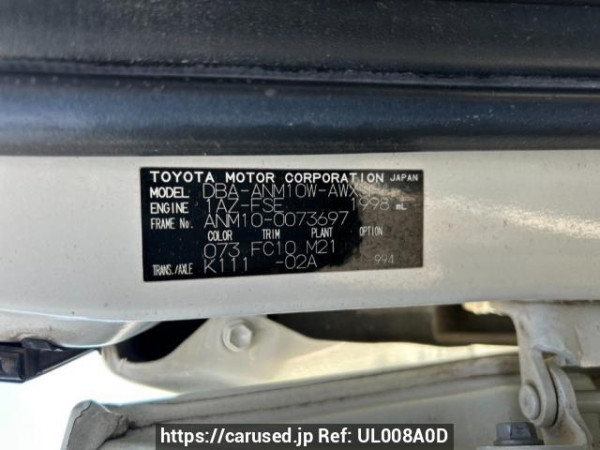 TOYOTA MOTOR CORPORATION JAPAN
MODEL DBA-ANM10W-AWX
ENGINE 1AZ-FSE 1998 mL
FRAME No. ANM10-0073697
COLOR TRIM PLANT OPTION
073 FC10 M21
TRANS./AXLE K111 -02A 994
https://carused.jp Ref: UL008A0D